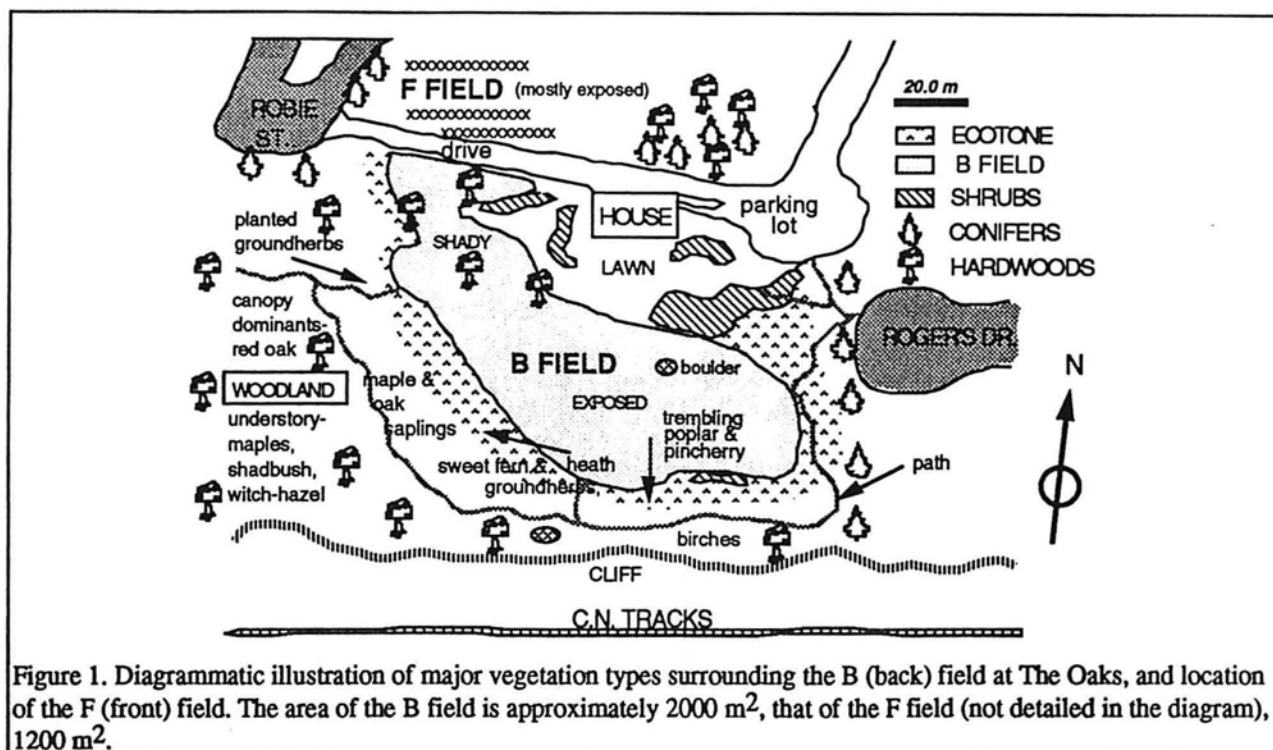 xxxxxxxxxxxxxxxx
F FIELD (mostly exposed)
xxxxxxxxxxxxxxx
xxxxxxxxxxxxxx
ROBIE
ST.
drive
20.0 m
ECOTONE
B FIELD
SHRUBS
CONIFERS
HARDWOODS
planted
groundherbs
SHADY
HOUSE
parking
lot
LAWN
canopy
dominants-
red oak
WOODLAND
understory-
maples,
shadbush,
witch-hazel
maple &
oak
saplings
B FIELD
boulder
EXPOSED
ROGERS DR.
N
trembling
poplar &
pincherry
sweet fern & heath
groundherbs,
path
birches
CLIFF
C.N. TRACKS
Figure 1. Diagrammatic illustration of major vegetation types surrounding the B (back) field at The Oaks, and location
of the F (front) field. The area of the B field is approximately 2000 m², that of the F field (not detailed in the diagram),
1200 m².